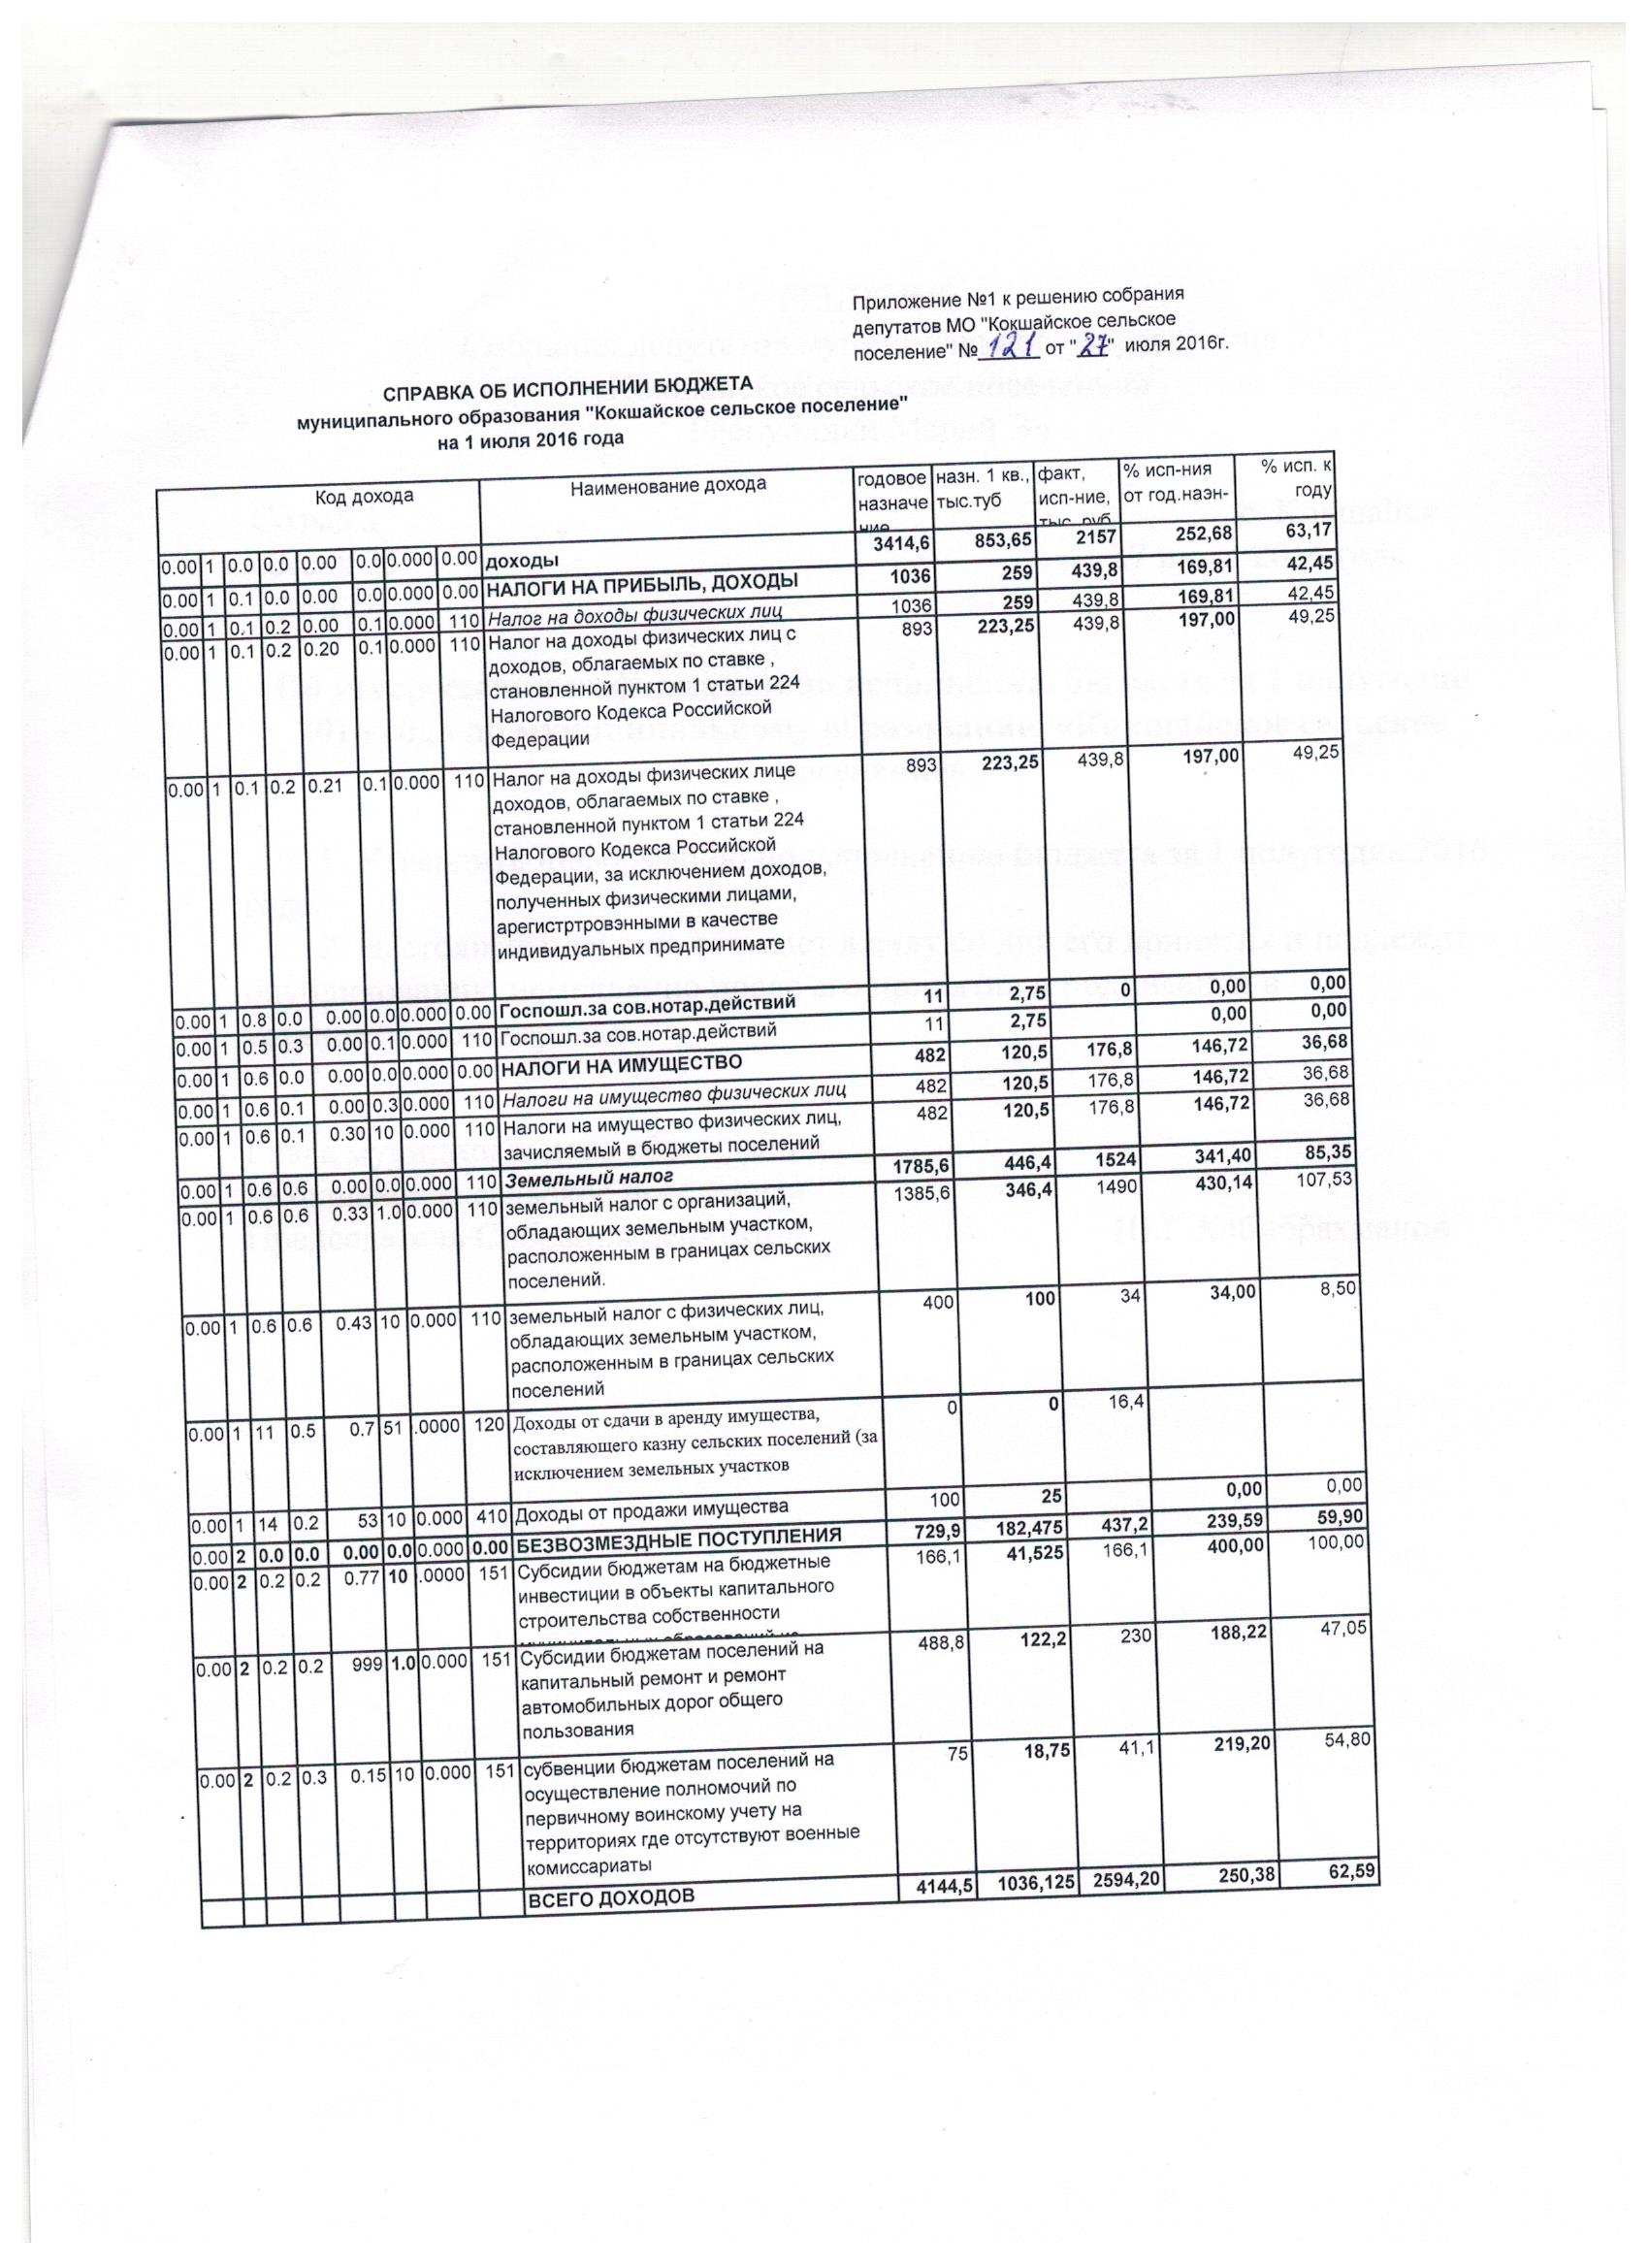 Приложение №1 к решению собрания
депутатов МО "Кокшайское сельское
поселение" № 121 от "27" июля 2016г.
СПРАВКА ОБ ИСПОЛНЕНИИ БЮДЖЕТА
муниципального образования "Кокшайское сельское поселение"
на 1 июля 2016 года
Код дохода Наименование дохода годовое назначе ние назн. 1 кв., тыс.туб факт, исп-ние, тыс. руб % исп-ния от год.наэн- % исп. к году
0.00 1 0.0 0.0 0.00 0.0 0.000 0.00 доходы 3414,6 853,65 2157 252,68 63,17
0.00 1 0.1 0.0 0.00 0.0 0.000 0.00 НАЛОГИ НА ПРИБЫЛЬ, ДОХОДЫ 1036 259 439,8 169,81 42,45
0.00 1 0.1 0.2 0.00 0.1 0.000 110 Налог на доходы физических лиц 1036 259 439,8 169,81 42,45
0.00 1 0.1 0.2 0.20 0.1 0.000 110 Налог на доходы физических лиц с 893 223,25 439,8 197,00 49,25
доходов, облагаемых по ставке ,
становленной пунктом 1 статьи 224
Налогового Кодекса Российской
Федерации
0.00 1 0.1 0.2 0.21 0.1 0.000 110 Налог на доходы физических лице 893 223,25 439,8 197,00 49,25
доходов, облагаемых по ставке ,
становленной пунктом 1 статьи 224
Налогового Кодекса Российской
Федерации, за исключением доходов,
полученных физическими лицами,
арегистртровэнными в качестве
индивидуальных предпринимате
0.00 1 0.8 0.0 0.00 0.0 0.000 0.00 Госпошл.за сов.нотар.действий 11 2,75 0 0,00 0,00
0.00 1 0.5 0.3 0.00 0.1 0.000 110 Госпошл.за сов.нотар.действий 11 2,75 0,00 0,00
0.00 1 0.6 0.0 0.00 0.0 0.000 0.00 НАЛОГИ НА ИМУЩЕСТВО 482 120,5 176,8 146,72 36,68
0.00 1 0.6 0.1 0.00 0.3 0.000 110 Налоги на имущество физических лиц 482 120,5 176,8 146,72 36,68
0.00 1 0.6 0.1 0.30 10 0.000 110 Налоги на имущество физических лиц, 482 120,5 176,8 146,72 36,68
зачисляемый в бюджеты поселений
0.00 1 0.6 0.6 0.00 0.0 0.000 110 Земельный налог 1785,6 446,4 1524 341,40 85,35
0.00 1 0.6 0.6 0.33 1.0 0.000 110 земельный налог с организаций, 1385,6 346,4 1490 430,14 107,53
обладающих земельным участком,
расположенным в границах сельских
поселений.
0.00 1 0.6 0.6 0.43 10 0.000 110 земельный налог с физических лиц, 400 100 34 34,00 8,50
обладающих земельным участком,
расположенным в границах сельских
поселений
0.00 1 11 0.5 0.7 51 .0000 120 Доходы от сдачи в аренду имущества, 0 0 16,4
составляющего казну сельских поселений (за
исключением земельных участков
0.00 1 14 0.2 53 10 0.000 410 Доходы от продажи имущества 100 25 0,00 0,00
0.00 2 0.0 0.0 0.00 0.0 0.000 0.00 БЕЗВОЗМЕЗДНЫЕ ПОСТУПЛЕНИЯ 729,9 182,475 437,2 239,59 59,90
0.00 2 0.2 0.2 0.77 10 .0000 151 Субсидии бюджетам на бюджетные 166,1 41,525 166,1 400,00 100,00
инвестиции в объекты капитального
строительства собственности
0.00 2 0.2 0.2 999 1.0 0.000 151 Субсидии бюджетам поселений на 488,8 122,2 230 188,22 47,05
капитальный ремонт и ремонт
автомобильных дорог общего
пользования
0.00 2 0.2 0.3 0.15 10 0.000 151 субвенции бюджетам поселений на 75 18,75 41,1 219,20 54,80
осуществление полномочий по
первичному воинскому учету на
территориях где отсутствуют военные
комиссариаты
ВСЕГО ДОХОДОВ 4144,5 1036,125 2594,20 250,38 62,59